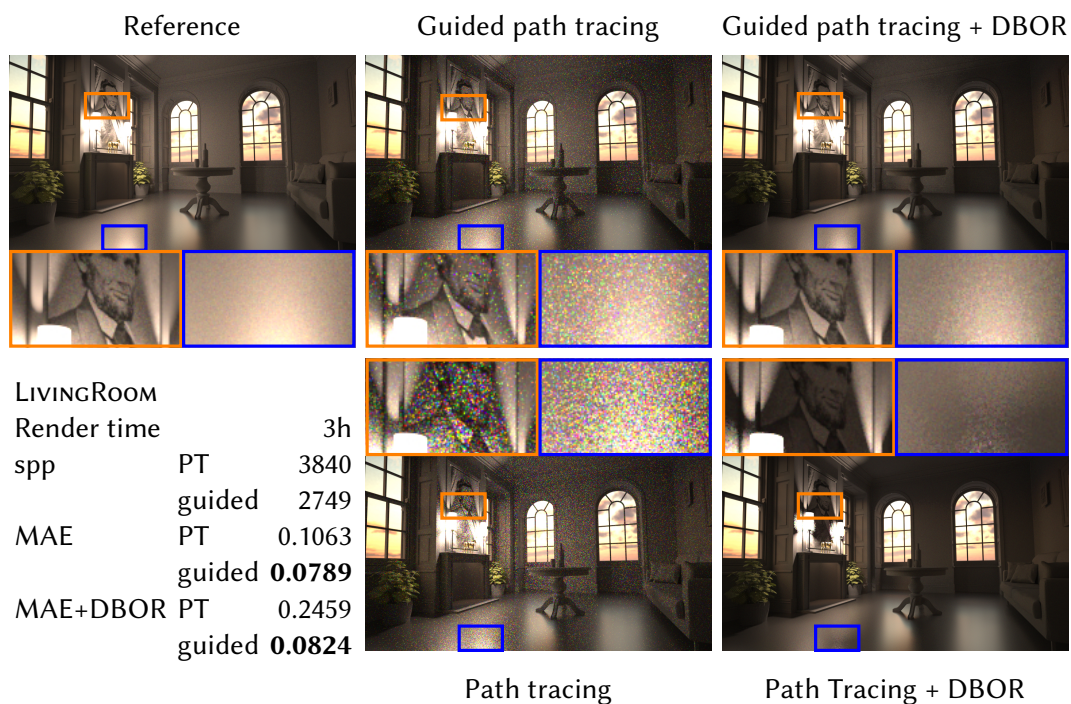 Reference
Guided path tracing
Guided path tracing + DBOR
LivingRoom
Render time 3h
spp PT 3840
guided 2749
MAE PT 0.1063
guided 0.0789
MAE+DBOR PT 0.2459
guided 0.0824
Path tracing
Path Tracing + DBOR